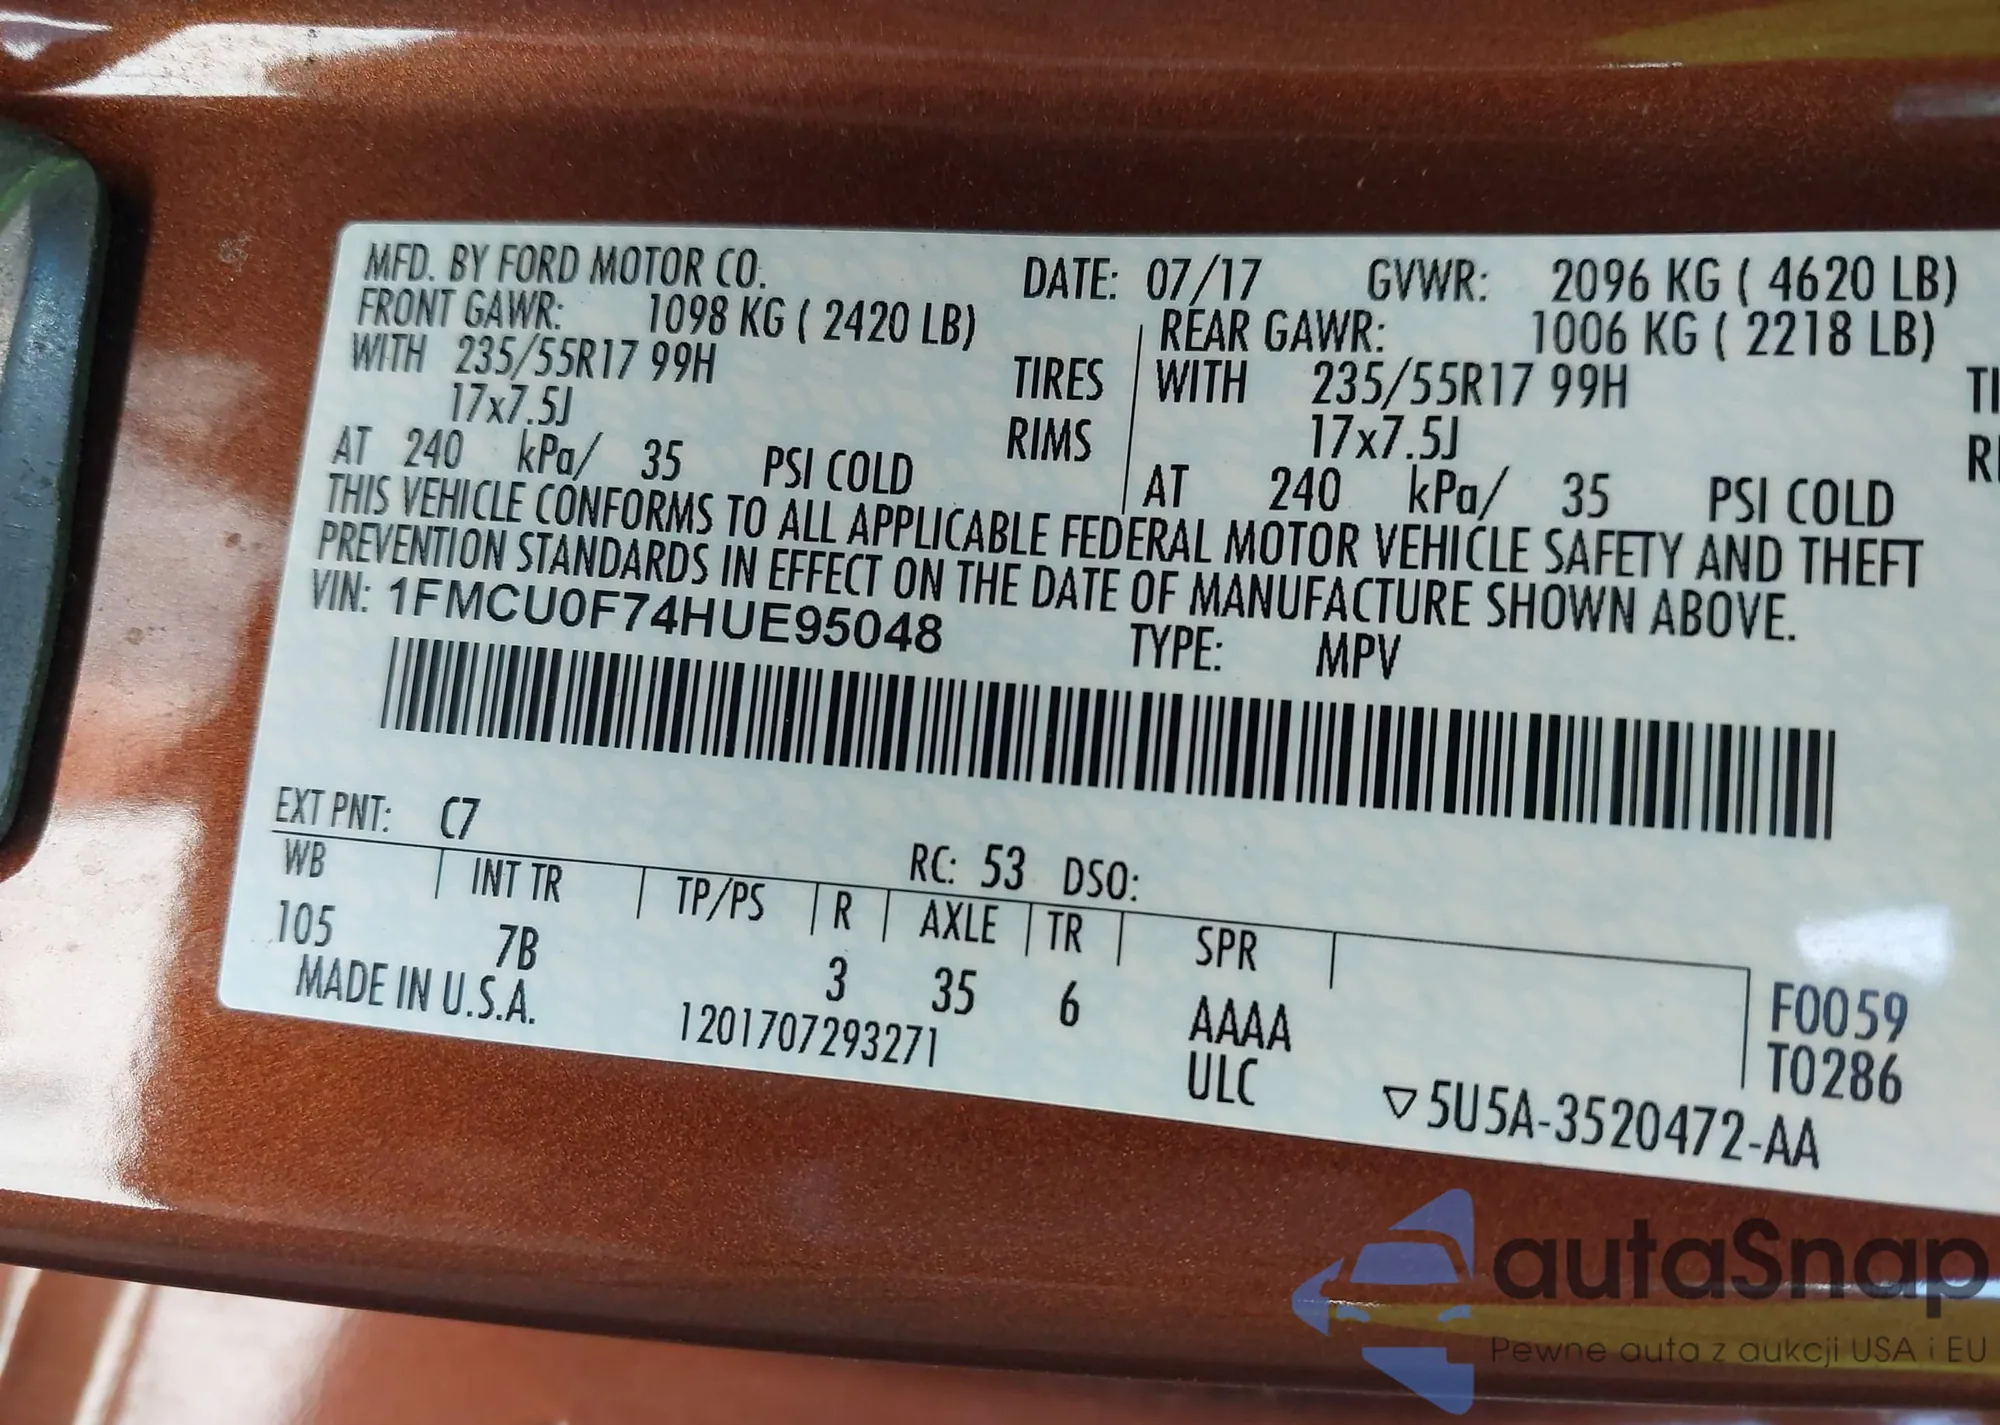 MFD. BY FORD MOTOR CO. DATE: 07/17 GVWR: 2096 KG ( 4620 LB)
FRONT GAWR: 1098 KG ( 2420 LB) REAR GAWR: 1006 KG ( 2218 LB)
WITH 235/55R17 99H TIRES WITH 235/55R17 99H TI
17x7.5J RIMS 17x7.5J RI
AT 240 kPa/ 35 PSI COLD AT 240 kPa/ 35 PSI COLD
THIS VEHICLE CONFORMS TO ALL APPLICABLE FEDERAL MOTOR VEHICLE SAFETY AND THEFT
PREVENTION STANDARDS IN EFFECT ON THE DATE OF MANUFACTURE SHOWN ABOVE.
VIN: 1FMCU0F74HUE95048 TYPE: MPV
EXT PNT: C7 RC: 53 DSO:
WB INT TR TP/PS R AXLE TR SPR
105 7B 3 35 6 AAAA F0059
MADE IN U.S.A. 1201707293271 ULC T0286
▽5U5A-3520472-AA
autaSnap
Pewne auta z aukcji USA i EU